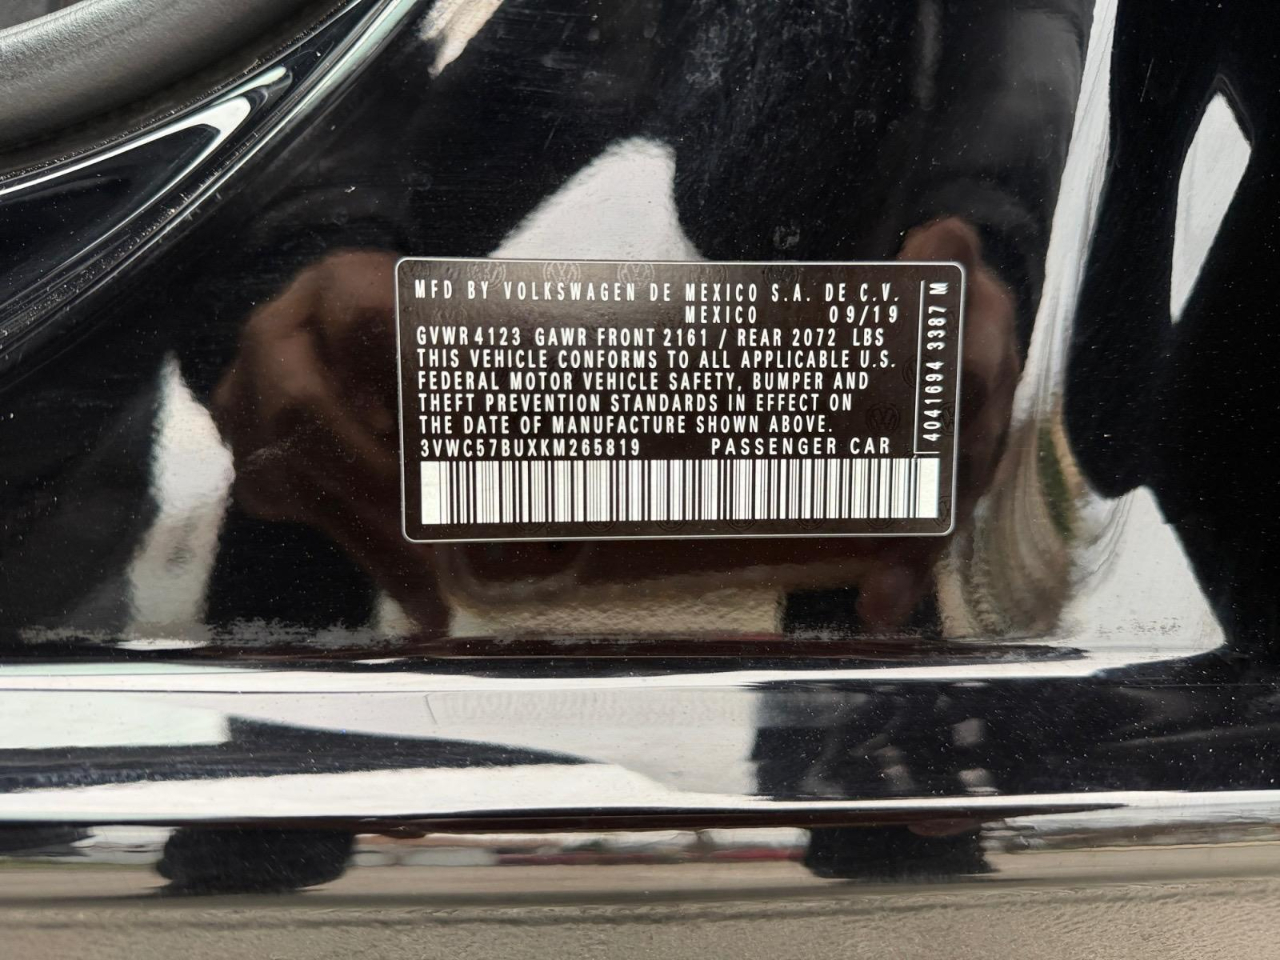 MFD BY VOLKSWAGEN DE MEXICO S.A. DE C.V.
MEXICO 09/19
GVWR 4123 GAWR FRONT 2161 / REAR 2072 LBS
THIS VEHICLE CONFORMS TO ALL APPLICABLE U.S.
FEDERAL MOTOR VEHICLE SAFETY, BUMPER AND
THEFT PREVENTION STANDARDS IN EFFECT ON
THE DATE OF MANUFACTURE SHOWN ABOVE.
3VWC57BUXKM265819 PASSENGER CAR
4041694 3387 M